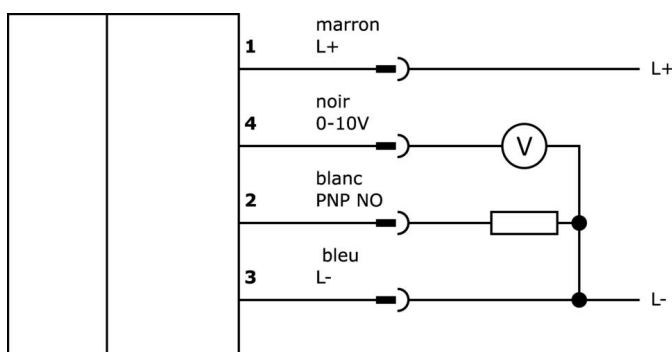 marron
1 L+
L+
noir
4 0-10V
V
blanc
2 PNP NO
bleu
3 L-
L-